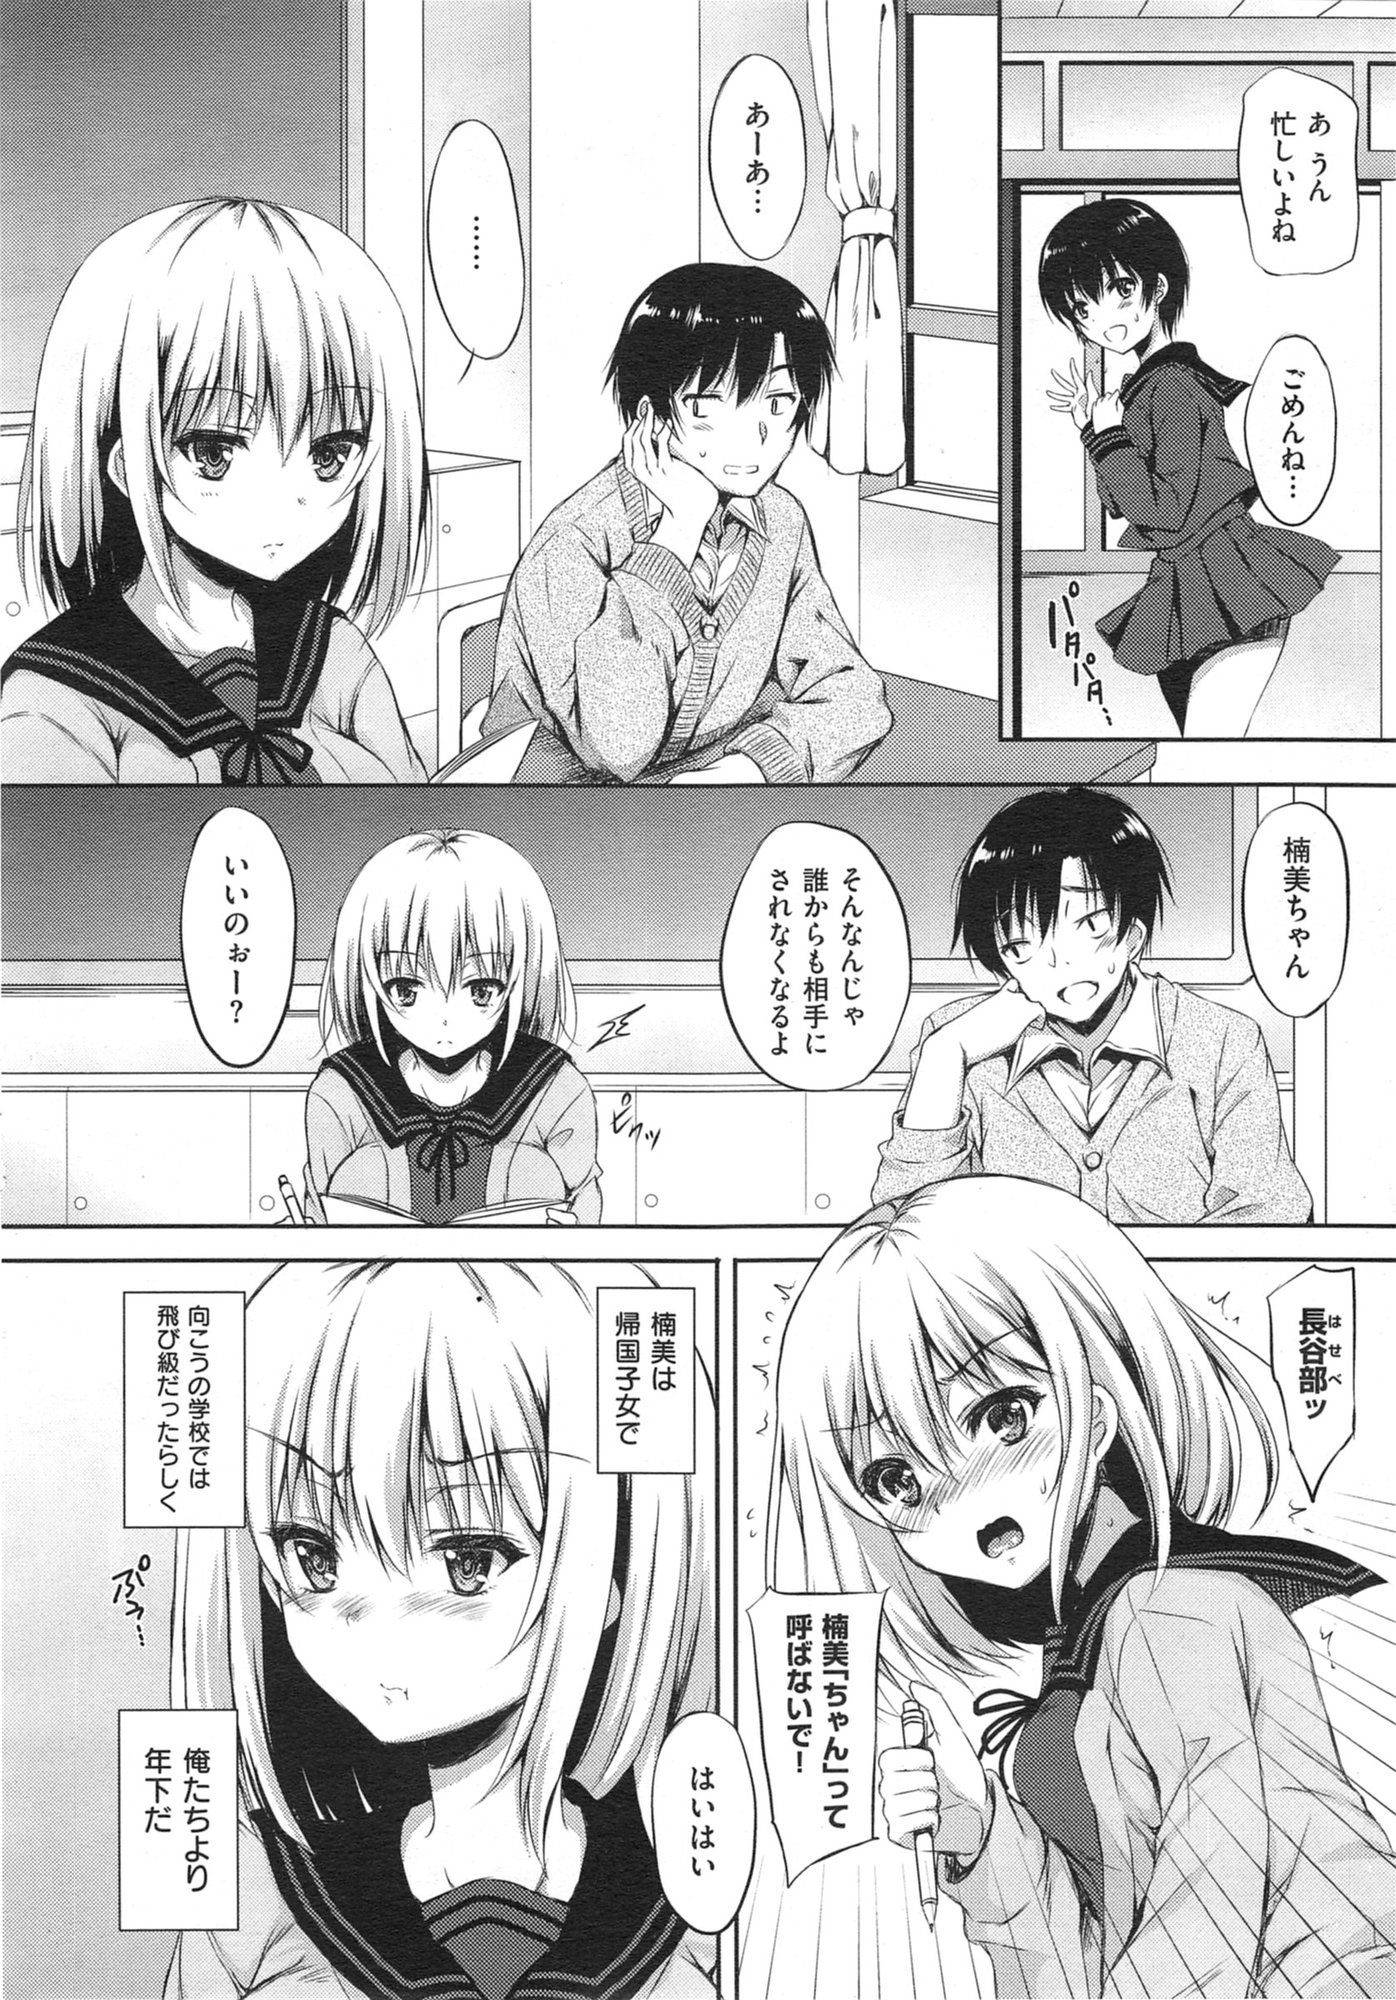 あ うん
忙しいよね
ごめんね…
パタパタ…
あーあ…
……
楠美ちゃん
そんなんじゃ
誰からも相手に
されなくなるよ
いいのぉー?
ピクッ
長谷部ッ
はせべ
楠美「ちゃん」って
呼ばないで!
はいはい
楠美は
帰国子女で
向こうの学校では
飛び級だったらしく
ぷぅ…
俺たちより
年下だ